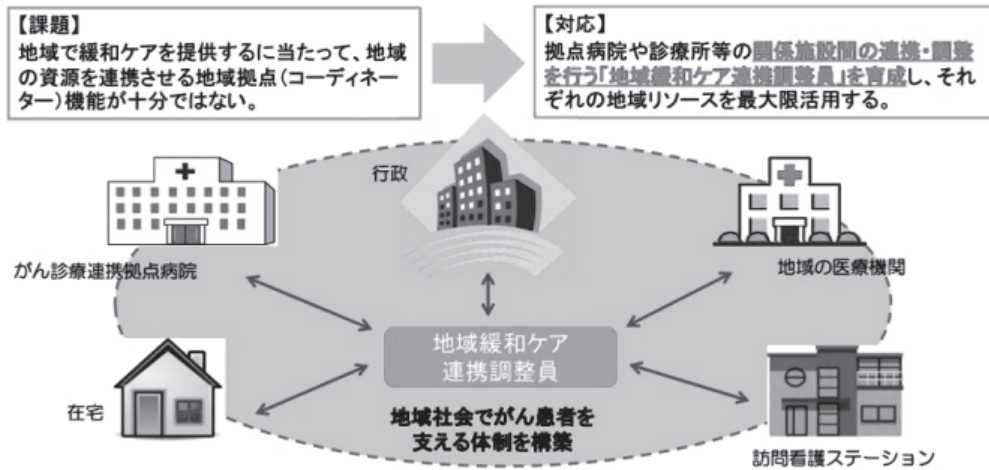 【課題】
地域で緩和ケアを提供するに当たって、地域
の資源を連携させる地域拠点（コーディネー
ター）機能が十分ではない。
【対応】
拠点病院や診療所等の関係施設間の連携・調整
を行う「地域緩和ケア連携調整員」を育成し、それ
ぞれの地域リソースを最大限活用する。
行政
がん診療連携拠点病院
地域の医療機関
地域緩和ケア
連携調整員
在宅
地域社会でがん患者を
支える体制を構築
訪問看護ステーション